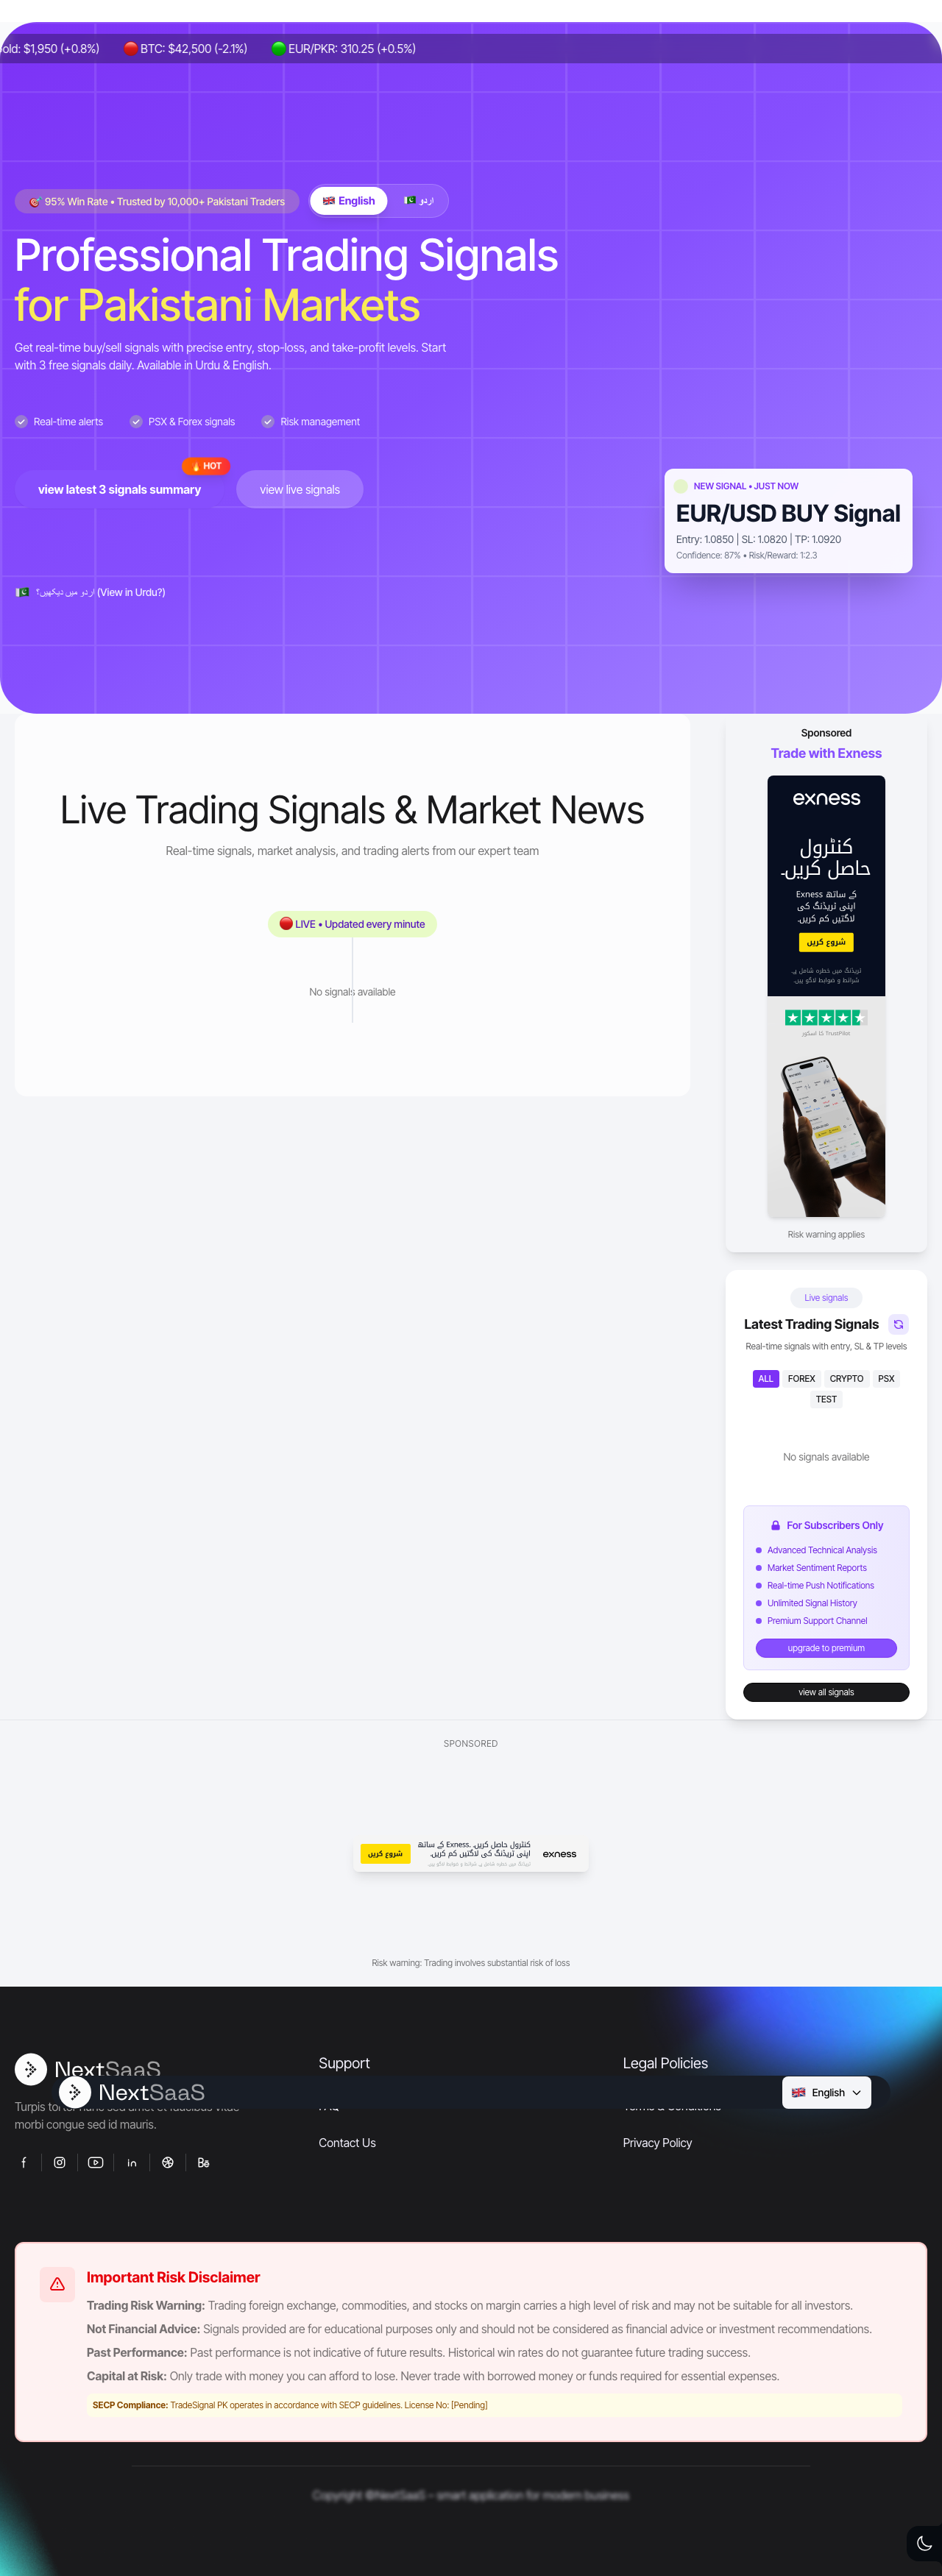 old: $1,950 (+0.8%) BTC: $42,500 (-2.1%) EUR/PKR: 310.25 (+0.5%)
95% Win Rate • Trusted by 10,000+ Pakistani Traders
English
اردو
Professional Trading Signals
for Pakistani Markets
Get real-time buy/sell signals with precise entry, stop-loss, and take-profit levels. Start
with 3 free signals daily. Available in Urdu & English.
Real-time alerts
PSX & Forex signals
Risk management
HOT
view latest 3 signals summary
view live signals
NEW SIGNAL • JUST NOW
EUR/USD BUY Signal
Entry: 1.0850 | SL: 1.0820 | TP: 1.0920
Confidence: 87% • Risk/Reward: 1:2.3
اردو میں دیکھیں؟ (View in Urdu?)
Live Trading Signals & Market News
Real-time signals, market analysis, and trading alerts from our expert team
LIVE • Updated every minute
No signals available
Sponsored
Trade with Exness
exness
کنٹرول
حاصل کریں۔
کے ساتھ Exness
اپنی ٹریڈنگ کی
لاگتیں کم کریں۔
شروع کریں
ٹریڈنگ میں خطرہ شامل ہے۔
شرائط و ضوابط لاگو ہیں۔
TrustPilot کا اسکور
Risk warning applies
Live signals
Latest Trading Signals
Real-time signals with entry, SL & TP levels
ALL
FOREX
CRYPTO
PSX
TEST
No signals available
For Subscribers Only
Advanced Technical Analysis
Market Sentiment Reports
Real-time Push Notifications
Unlimited Signal History
Premium Support Channel
upgrade to premium
view all signals
SPONSORED
کنٹرول حاصل کریں۔ Exness کے ساتھ
اپنی ٹریڈنگ کی لاگتیں کم کریں۔
شروع کریں
exness
Risk warning: Trading involves substantial risk of loss
NextSaaS
NextSaaS
English
morbi congue sed id mauris.
Support
Contact Us
Legal Policies
Privacy Policy
Important Risk Disclaimer
Trading Risk Warning: Trading foreign exchange, commodities, and stocks on margin carries a high level of risk and may not be suitable for all investors.
Not Financial Advice: Signals provided are for educational purposes only and should not be considered as financial advice or investment recommendations.
Past Performance: Past performance is not indicative of future results. Historical win rates do not guarantee future trading success.
Capital at Risk: Only trade with money you can afford to lose. Never trade with borrowed money or funds required for essential expenses.
SECP Compliance: TradeSignal PK operates in accordance with SECP guidelines. License No: [Pending]
Copyright ©NextSaaS – smart application for modern business